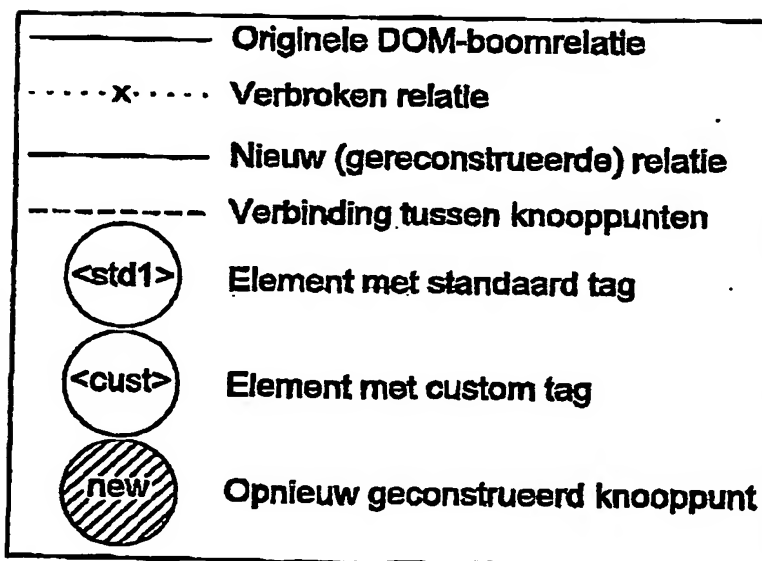 Originele DOM-boomrelatie
x Verbroken relatie
Nieuw (gereconstrueerde) relatie
Verbinding tussen knooppunten
<std1> Element met standaard tag
<cust> Element met custom tag
new Opnieuw geconstrueerd knooppunt